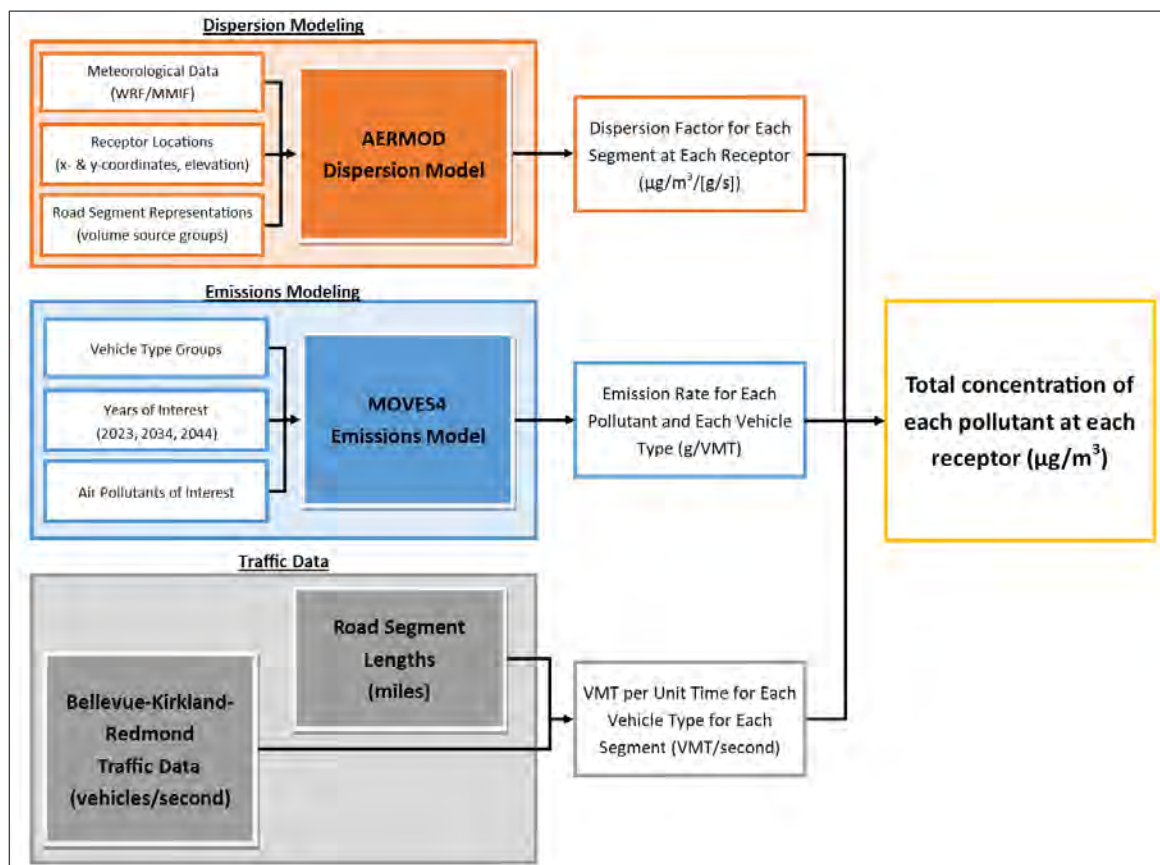 Dispersion Modeling
Meteorological Data
(WRF/MMIF)
Receptor Locations
(x- & y-coordinates, elevation)
Road Segment Representations
(volume source groups)
AERMOD
Dispersion Model
Dispersion Factor for Each
Segment at Each Receptor
(µg/m³/[g/s])
Emissions Modeling
Vehicle Type Groups
Years of Interest
(2023, 2034, 2044)
Air Pollutants of Interest
MOVES4
Emissions Model
Emission Rate for Each
Pollutant and Each Vehicle
Type (g/VMT)
Total concentration of
each pollutant at each
receptor (µg/m³)
Traffic Data
Road Segment
Lengths
(miles)
Bellevue-Kirkland-
Redmond
Traffic Data
(vehicles/second)
VMT per Unit Time for Each
Vehicle Type for Each
Segment (VMT/second)